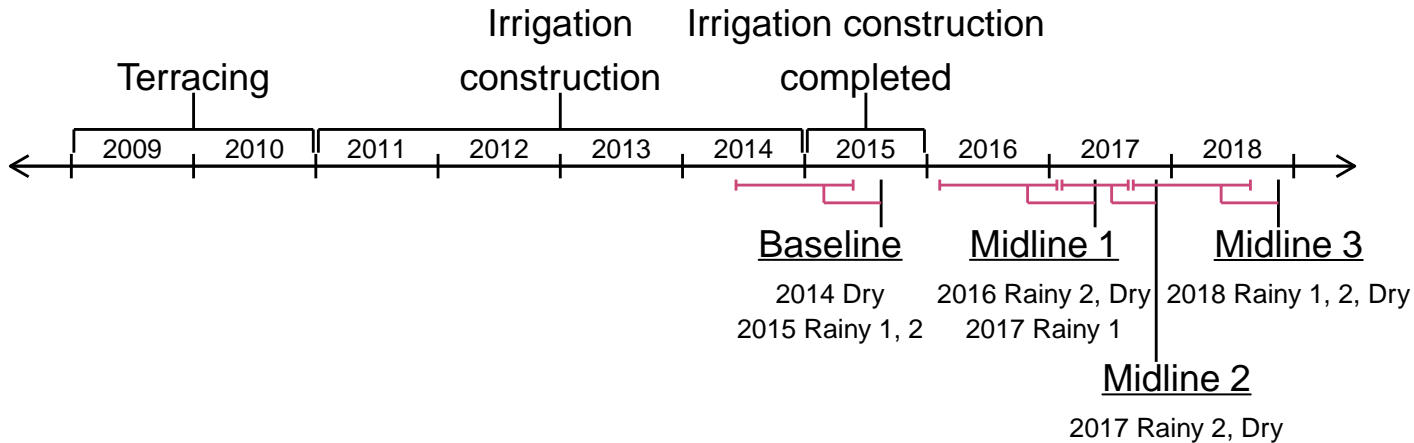 Irrigation
construction
Irrigation construction
completed
Terracing
2009
2010
2011
2012
2013
2014
2015
2016
2017
2018
Baseline
2014 Dry
2015 Rainy 1, 2
Midline 1
2016 Rainy 2, Dry
2017 Rainy 1
Midline 3
2018 Rainy 1, 2, Dry
Midline 2
2017 Rainy 2, Dry